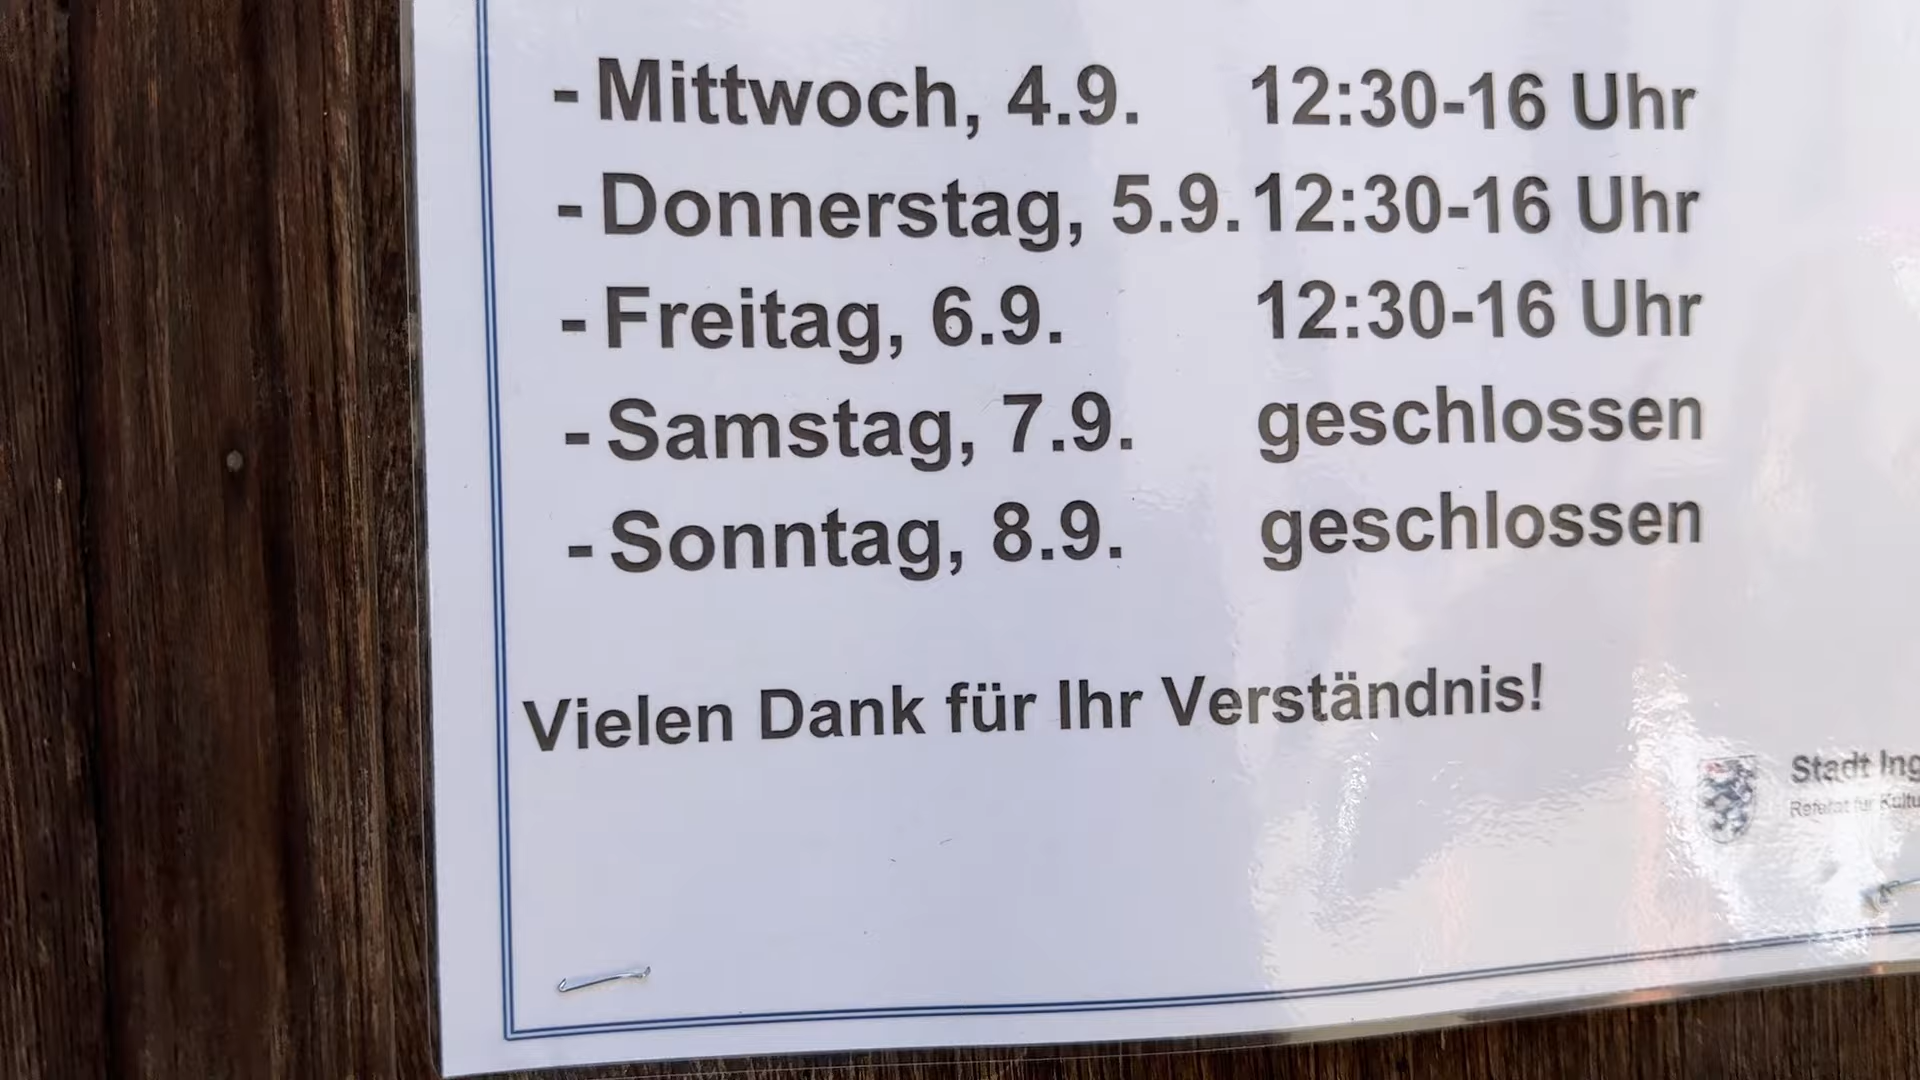 - Mittwoch, 4.9. 12:30-16 Uhr
- Donnerstag, 5.9. 12:30-16 Uhr
- Freitag, 6.9. 12:30-16 Uhr
- Samstag, 7.9. geschlossen
- Sonntag, 8.9. geschlossen
Vielen Dank für Ihr Verständnis!
Stadt Ing
Referat für Kultu